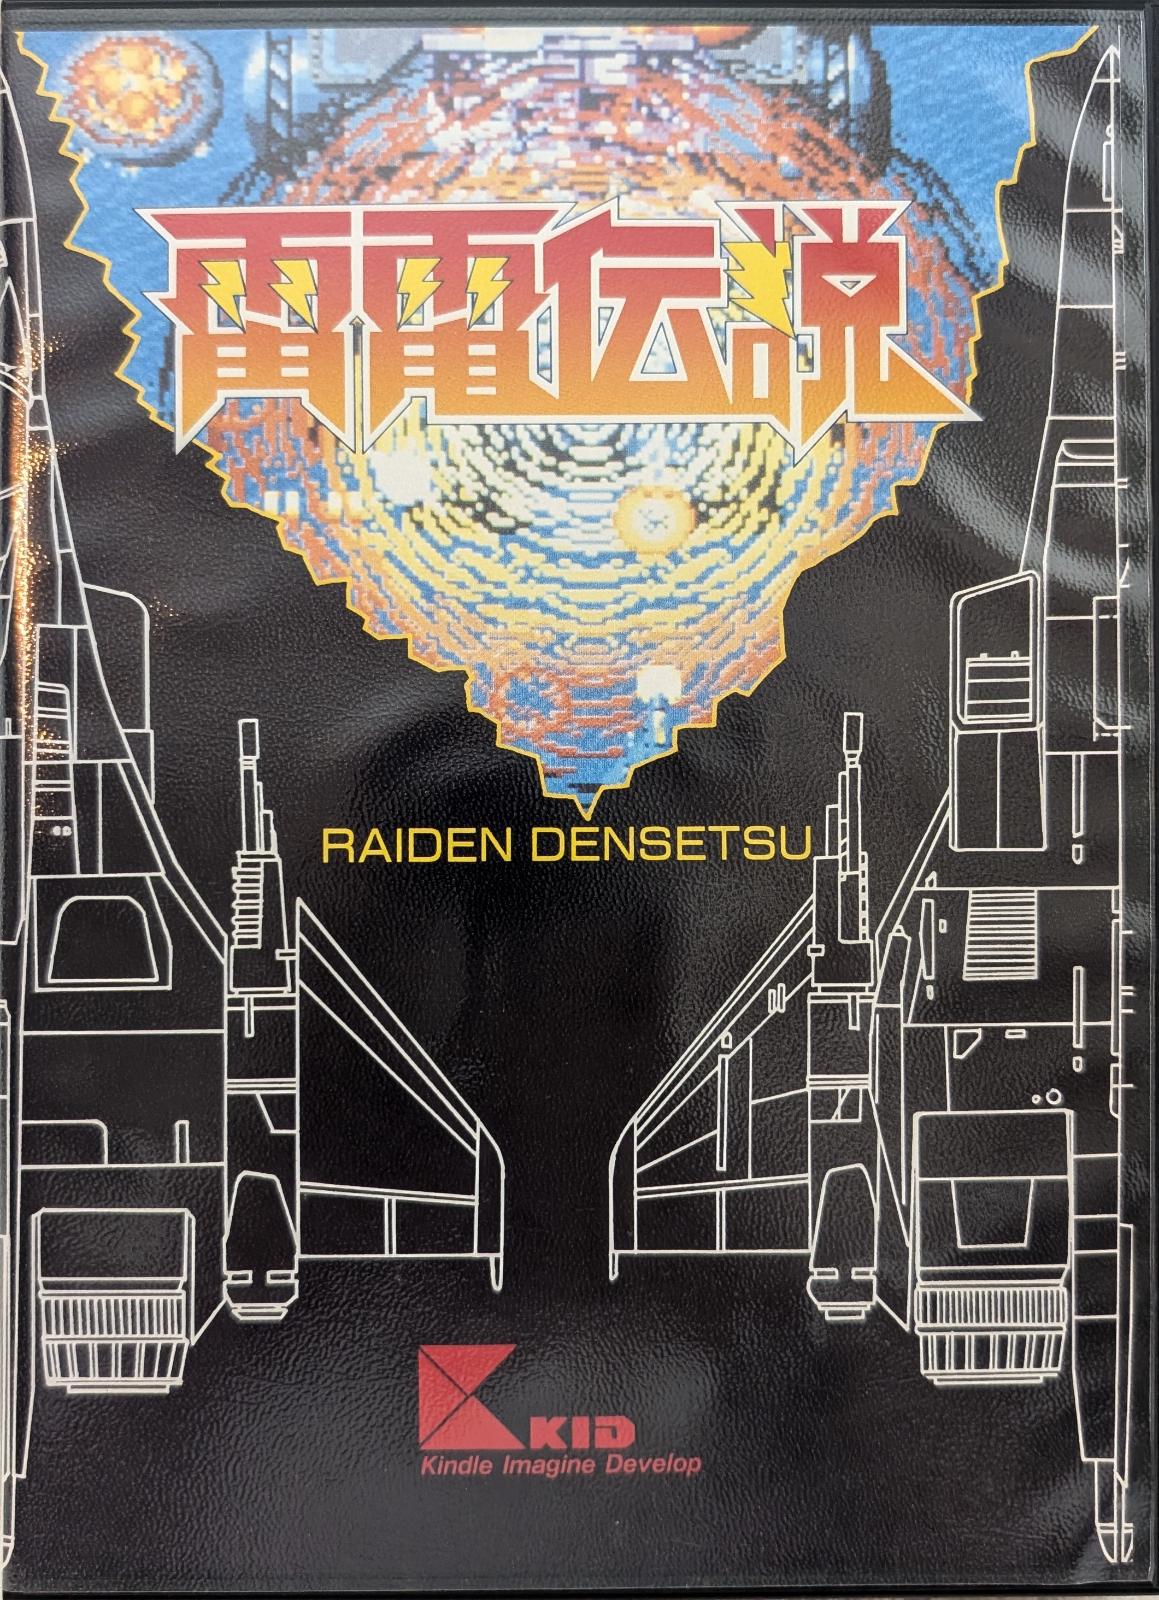 雷電伝説
RAIDEN DENSETSU
KID
Kindle Imagine Develop